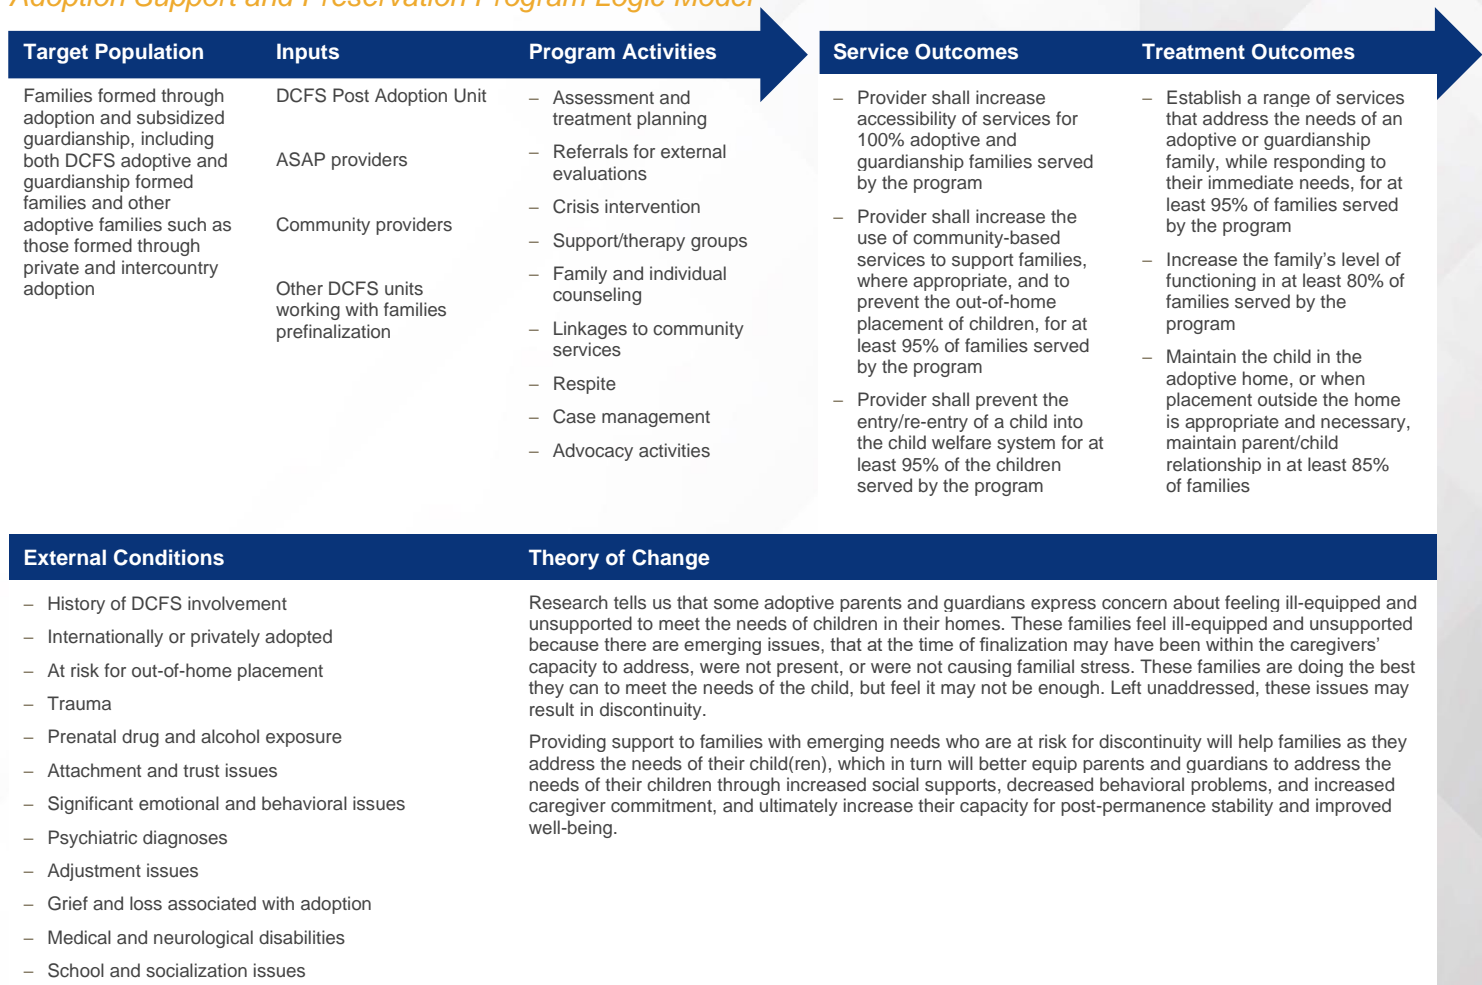 Adoption Support and Preservation Program Logic Model
Target Population
Families formed through
adoption and subsidized
guardianship, including
both DCFS adoptive and
guardianship formed
families and other
adoptive families such as
those formed through
private and intercountry
adoption
Inputs
DCFS Post Adoption Unit
ASAP providers
Community providers
Other DCFS units
working with families
prefinalization
Program Activities
– Assessment and
treatment planning
– Referrals for external
evaluations
– Crisis intervention
– Support/therapy groups
– Family and individual
counseling
– Linkages to community
services
– Respite
– Case management
– Advocacy activities
Service Outcomes
– Provider shall increase
accessibility of services for
100% adoptive and
guardianship families served
by the program
– Provider shall increase the
use of community-based
services to support families,
where appropriate, and to
prevent the out-of-home
placement of children, for at
least 95% of families served
by the program
– Provider shall prevent the
entry/re-entry of a child into
the child welfare system for at
least 95% of the children
served by the program
Treatment Outcomes
– Establish a range of services
that address the needs of an
adoptive or guardianship
family, while responding to
their immediate needs, for at
least 95% of families served
by the program
– Increase the family's level of
functioning in at least 80% of
families served by the
program
– Maintain the child in the
adoptive home, or when
placement outside the home
is appropriate and necessary,
maintain parent/child
relationship in at least 85%
of families
External Conditions
– History of DCFS involvement
– Internationally or privately adopted
– At risk for out-of-home placement
– Trauma
– Prenatal drug and alcohol exposure
– Attachment and trust issues
– Significant emotional and behavioral issues
– Psychiatric diagnoses
– Adjustment issues
– Grief and loss associated with adoption
– Medical and neurological disabilities
– School and socialization issues
Theory of Change
Research tells us that some adoptive parents and guardians express concern about feeling ill-equipped and
unsupported to meet the needs of children in their homes. These families feel ill-equipped and unsupported
because there are emerging issues, that at the time of finalization may have been within the caregivers'
capacity to address, were not present, or were not causing familial stress. These families are doing the best
they can to meet the needs of the child, but feel it may not be enough. Left unaddressed, these issues may
result in discontinuity.
Providing support to families with emerging needs who are at risk for discontinuity will help families as they
address the needs of their child(ren), which in turn will better equip parents and guardians to address the
needs of their children through increased social supports, decreased behavioral problems, and increased
caregiver commitment, and ultimately increase their capacity for post-permanence stability and improved
well-being.